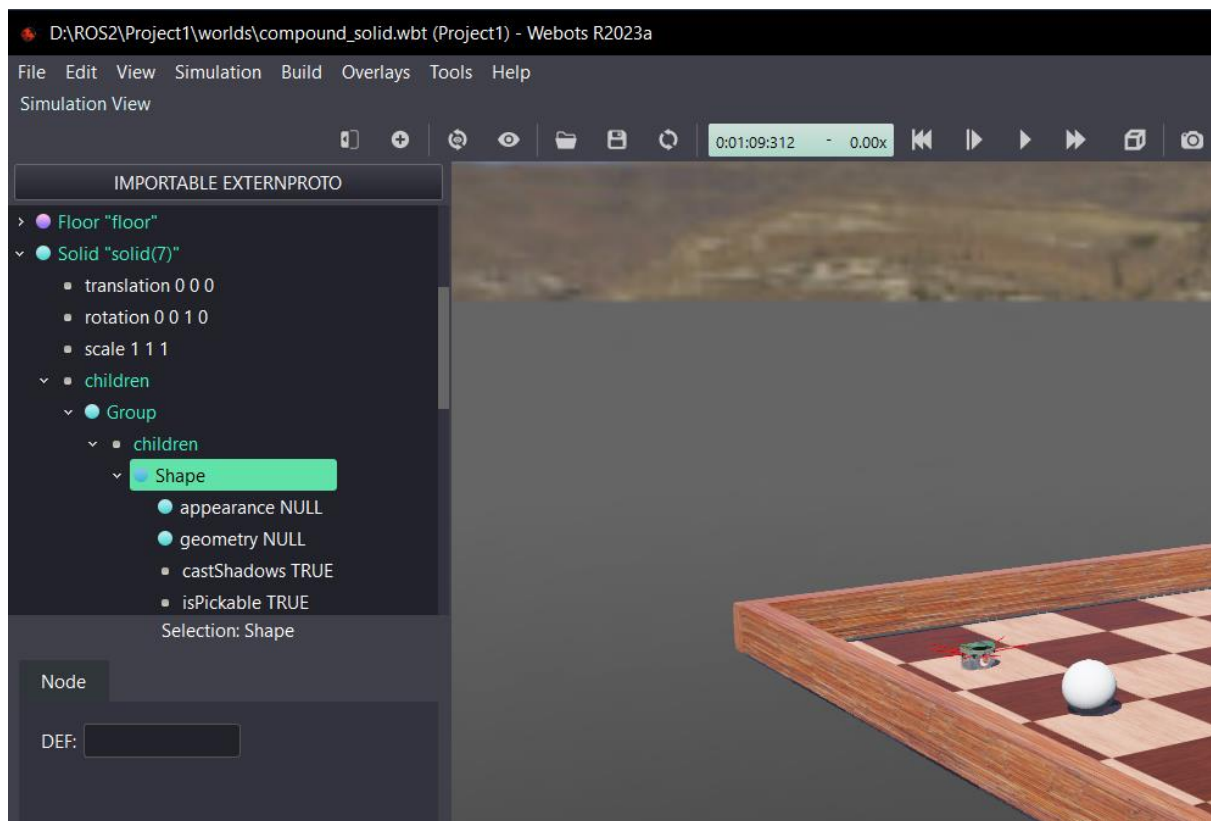 D:\ROS2\Project1\worlds\compound_solid.wbt (Project1) - Webots R2023a
File Edit View Simulation Build Overlays Tools Help
Simulation View
0:01:09:312 - 0.00x
IMPORTABLE EXTERNPROTO
Floor "floor"
Solid "solid(7)"
translation 0 0 0
rotation 0 0 1 0
scale 1 1 1
children
Group
children
Shape
appearance NULL
geometry NULL
castShadows TRUE
isPickable TRUE
Selection: Shape
Node
DEF: